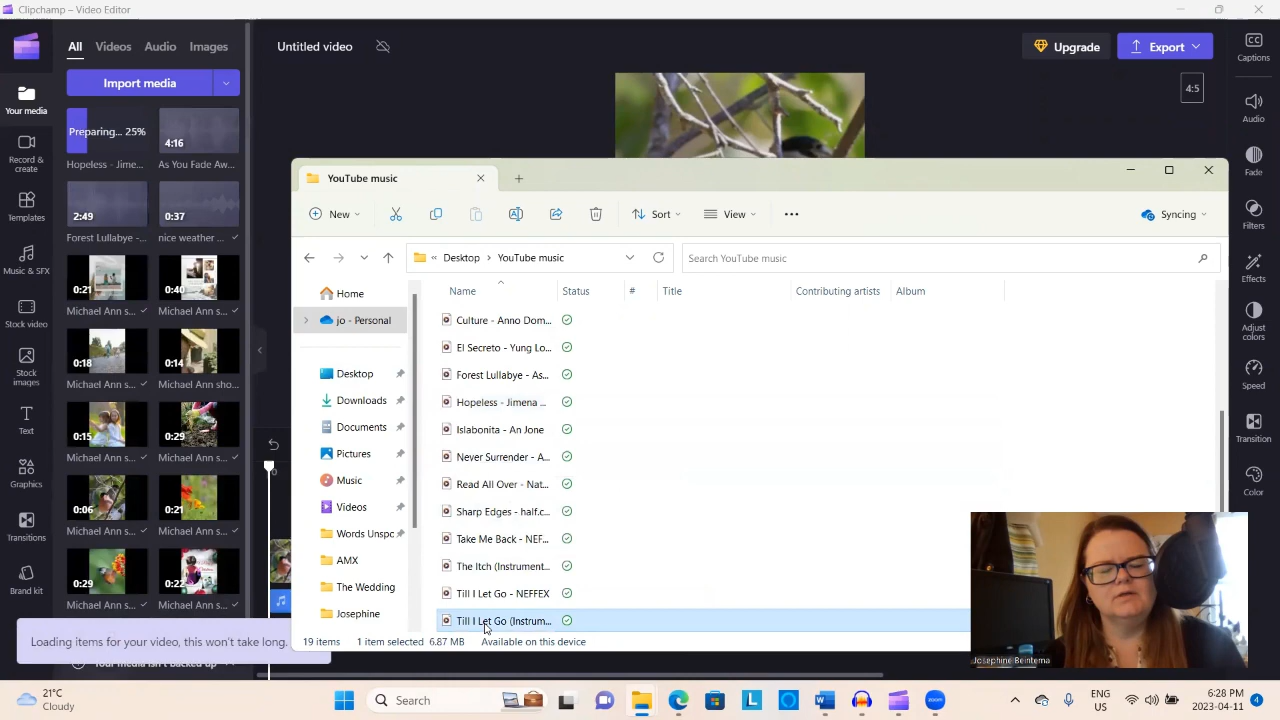 Clipchamp – Video Editor
All Videos Audio Images
Untitled video
Upgrade
Export
4:5
Captions
Import media
Your media
Preparing... 25%
4:16
Hopeless - Jime...
As You Fade Aw...
Record & create
Audio
Fade
2:49
0:37
Forest Lullabye -...
nice weather ...
Templates
Filters
Music & SFX
0:21
0:40
Michael Ann s...
Michael Ann s...
Effects
Stock video
0:18
0:14
Michael Ann s...
Michael Ann sho...
Adjust colors
Stock images
0:15
0:29
Michael Ann s...
Michael Ann s...
Speed
Text
Transition
Graphics
0:06
0:21
Michael Ann s...
Michael Ann s...
Color
Transitions
0:29
0:22
Michael Ann s...
Michael Ann s...
Brand kit
Loading items for your video, this won't take long.
Your media isn't backed up
YouTube music
New
Sort
View
Syncing
« Desktop > YouTube music
Search YouTube music
Name Status # Title Contributing artists Album
Home
jo - Personal
Desktop
Downloads
Documents
Pictures
Music
Videos
Words Unspc
AMX
The Wedding
Josephine
Culture - Anno Dom...
El Secreto - Yung Lo...
Forest Lullabye - As...
Hopeless - Jimena ...
Islabonita - An Jone
Never Surrender - A...
Read All Over - Nat...
Sharp Edges - half.c...
Take Me Back - NEF...
The Itch (Instrument...
Till I Let Go - NEFFEX
Till I Let Go (Instrum...
19 items 1 item selected 6.87 MB Available on this device
Josephine Beintema
21°C
Cloudy
Search
ENG
US
6:28 PM
2023-04-11
4